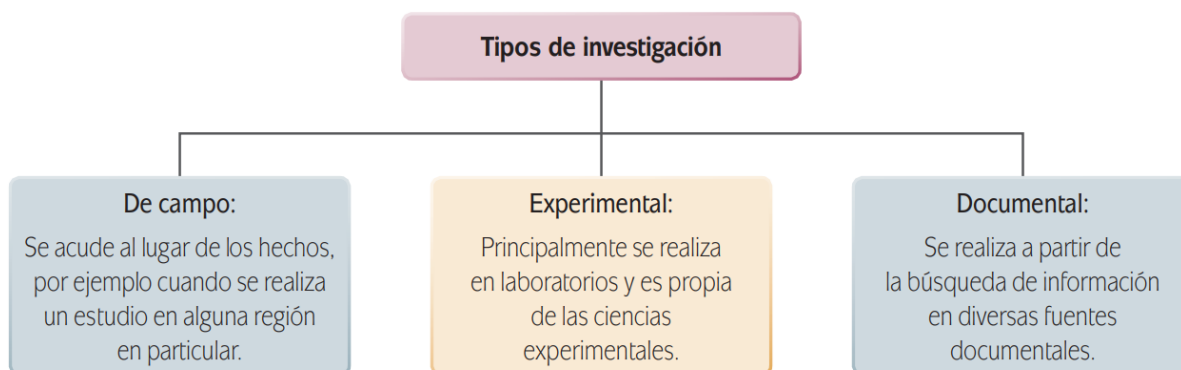 Tipos de investigación
De campo:
Se acude al lugar de los hechos,
por ejemplo cuando se realiza
un estudio en alguna región
en particular.
Experimental:
Principalmente se realiza
en laboratorios y es propia
de las ciencias
experimentales.
Documental:
Se realiza a partir de
la búsqueda de información
en diversas fuentes
documentales.